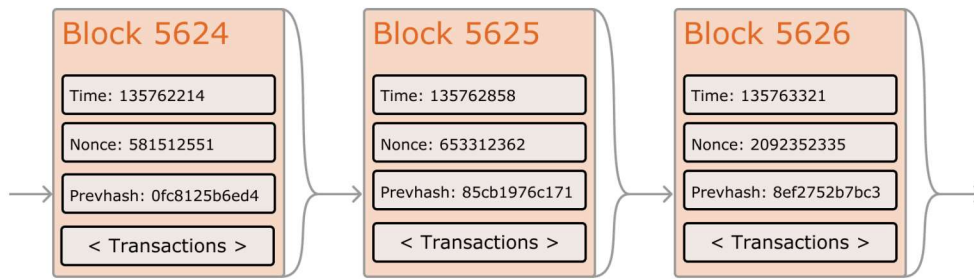 Block 5624
Time: 135762214
Nonce: 581512551
Prevhash: 0fc8125b6ed4
< Transactions >
Block 5625
Time: 135762858
Nonce: 653312362
Prevhash: 85cb1976c171
< Transactions >
Block 5626
Time: 135763321
Nonce: 2092352335
Prevhash: 8ef2752b7bc3
< Transactions >